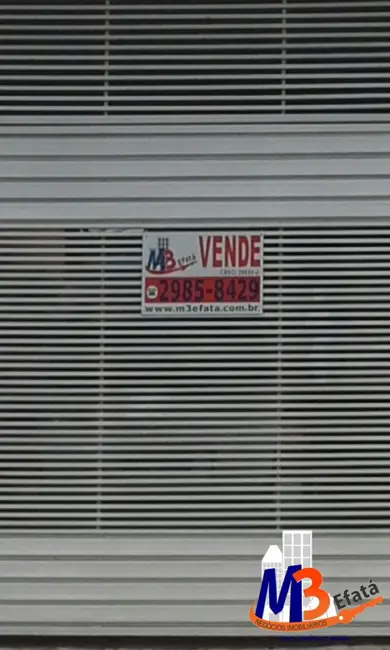 M3 Efatá VENDE
2985-8429
www.m3efata.com.br
M3 Efatá
NEGÓCIOS IMOBILIÁRIOS